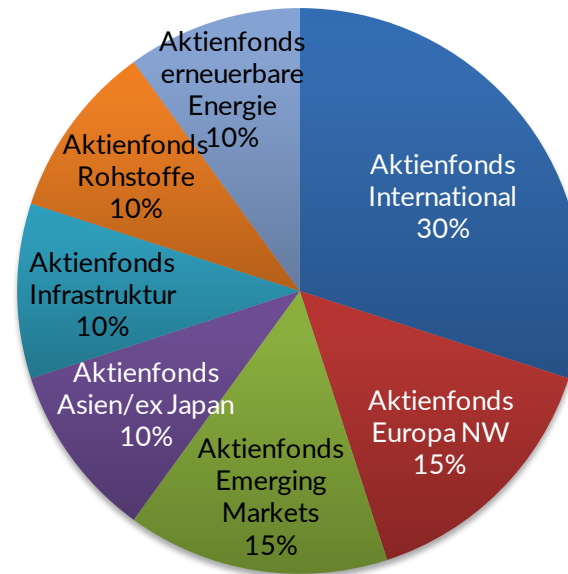 Aktienfonds
International
30%
Aktienfonds
Europa NW
15%
Aktienfonds
Emerging
Markets
15%
Aktienfonds
Asien/ex Japan
10%
Aktienfonds
Infrastruktur
10%
Aktienfonds
Rohstoffe
10%
Aktienfonds
erneuerbare
Energie
10%